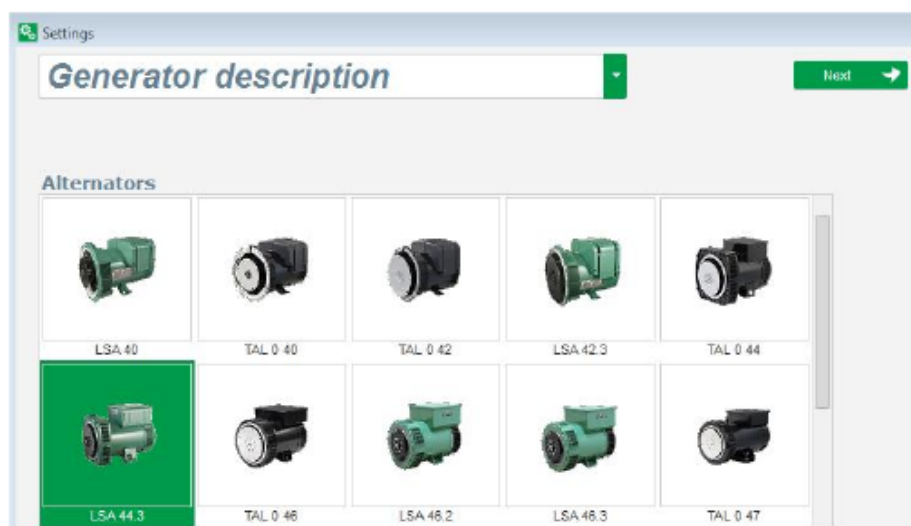 Settings
Generator description
Next
Alternators
LSA 40
TAL 0 40
TAL 0 42
LSA 42.3
TAL 0 44
LSA 44.3
TAL 0 46
LSA 46.2
LSA 46.3
TAL 0 47